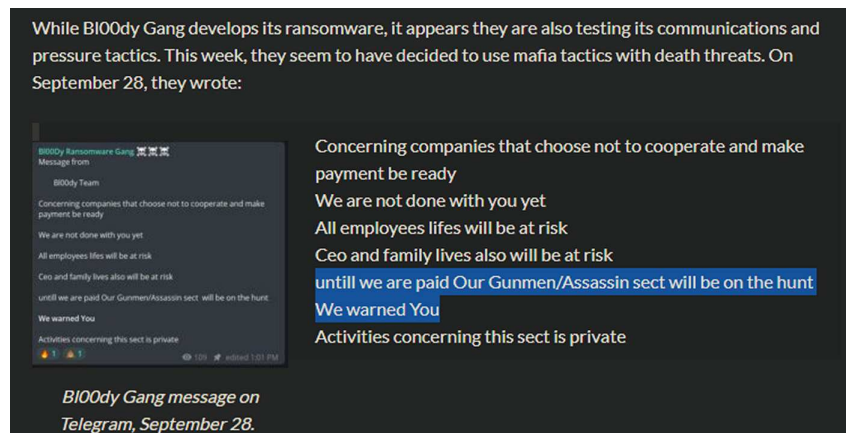 While Bl00dy Gang develops its ransomware, it appears they are also testing its communications and
pressure tactics. This week, they seem to have decided to use mafia tactics with death threats. On
September 28, they wrote:
Bl00Dy Ransomware Gang ☠☠☠
Message from
Bl00dy Team
Concerning companies that choose not to cooperate and make
payment be ready
We are not done with you yet
All employees lifes will be at risk
Ceo and family lives also will be at risk
untill we are paid Our Gunmen/Assassin sect will be on the hunt
We warned You
Activities concerning this sect is private
🔥 1 💩 1 109 edited 1:01 PM
Concerning companies that choose not to cooperate and make
payment be ready
We are not done with you yet
All employees lifes will be at risk
Ceo and family lives also will be at risk
untill we are paid Our Gunmen/Assassin sect will be on the hunt
We warned You
Activities concerning this sect is private
Bl00dy Gang message on
Telegram, September 28.